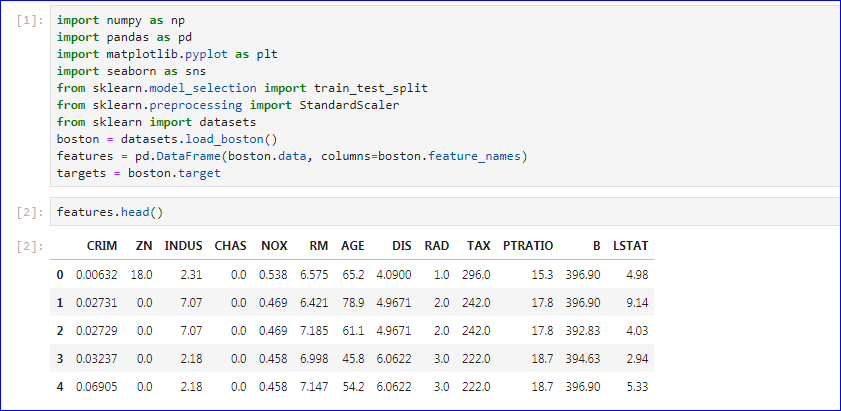 [1]: import numpy as np
import pandas as pd
import matplotlib.pyplot as plt
import seaborn as sns
from sklearn.model_selection import train_test_split
from sklearn.preprocessing import StandardScaler
from sklearn import datasets
boston = datasets.load_boston()
features = pd.DataFrame(boston.data, columns=boston.feature_names)
targets = boston.target
[2]: features.head()
[2]: CRIM ZN INDUS CHAS NOX RM AGE DIS RAD TAX PTRATIO B LSTAT
0 0.00632 18.0 2.31 0.0 0.538 6.575 65.2 4.0900 1.0 296.0 15.3 396.90 4.98
1 0.02731 0.0 7.07 0.0 0.469 6.421 78.9 4.9671 2.0 242.0 17.8 396.90 9.14
2 0.02729 0.0 7.07 0.0 0.469 7.185 61.1 4.9671 2.0 242.0 17.8 392.83 4.03
3 0.03237 0.0 2.18 0.0 0.458 6.998 45.8 6.0622 3.0 222.0 18.7 394.63 2.94
4 0.06905 0.0 2.18 0.0 0.458 7.147 54.2 6.0622 3.0 222.0 18.7 396.90 5.33